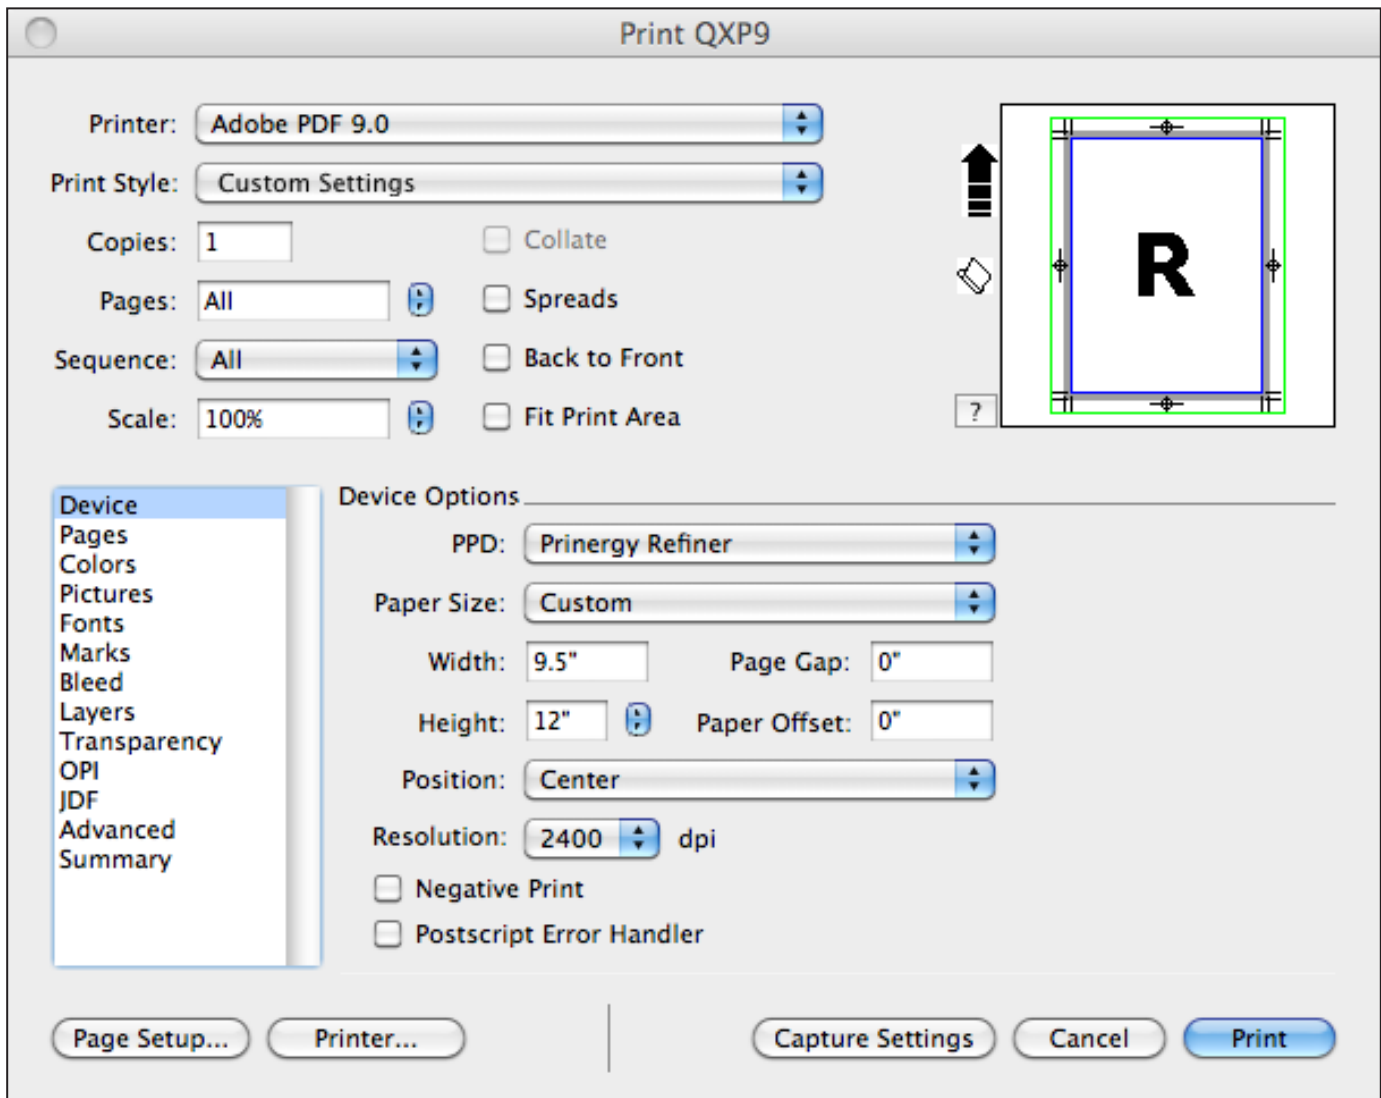 Print QXP9
Printer: Adobe PDF 9.0
Print Style: Custom Settings
Copies: 1 Collate
Pages: All Spreads
Sequence: All Back to Front
Scale: 100% Fit Print Area
R
?
Device
Pages
Colors
Pictures
Fonts
Marks
Bleed
Layers
Transparency
OPI
JDF
Advanced
Summary
Device Options
PPD: Prinergy Refiner
Paper Size: Custom
Width: 9.5" Page Gap: 0"
Height: 12" Paper Offset: 0"
Position: Center
Resolution: 2400 dpi
Negative Print
Postscript Error Handler
Page Setup... Printer... Capture Settings Cancel Print